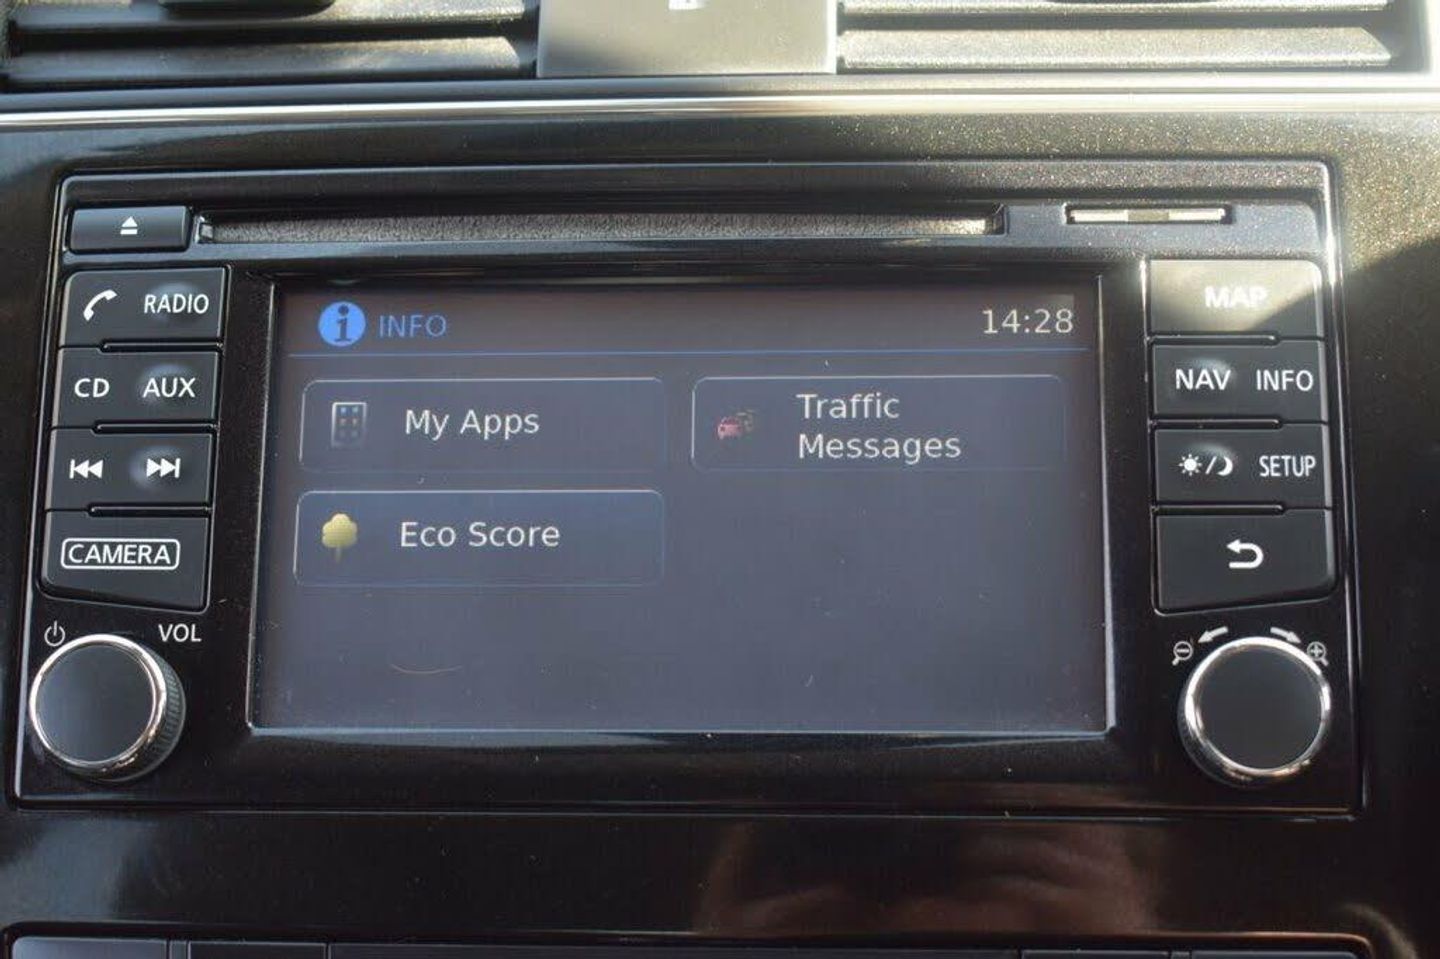 RADIO
CD AUX
CAMERA
VOL
INFO 14:28
My Apps
Traffic
Messages
Eco Score
MAP
NAV INFO
SETUP